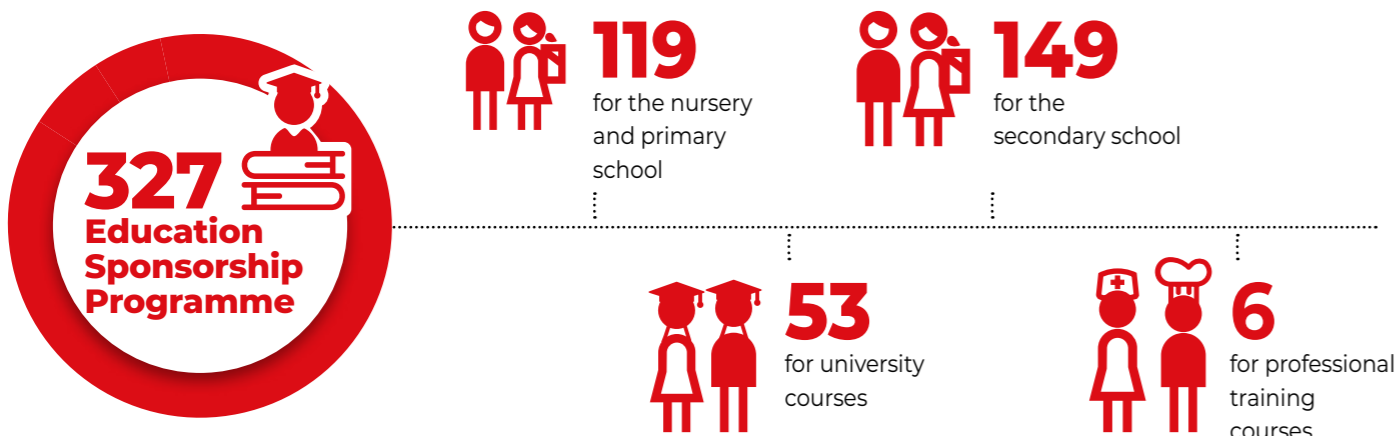 327
Education
Sponsorship
Programme
119
for the nursery
and primary
school
149
for the
secondary school
53
for university
courses
6
for professional
training
courses